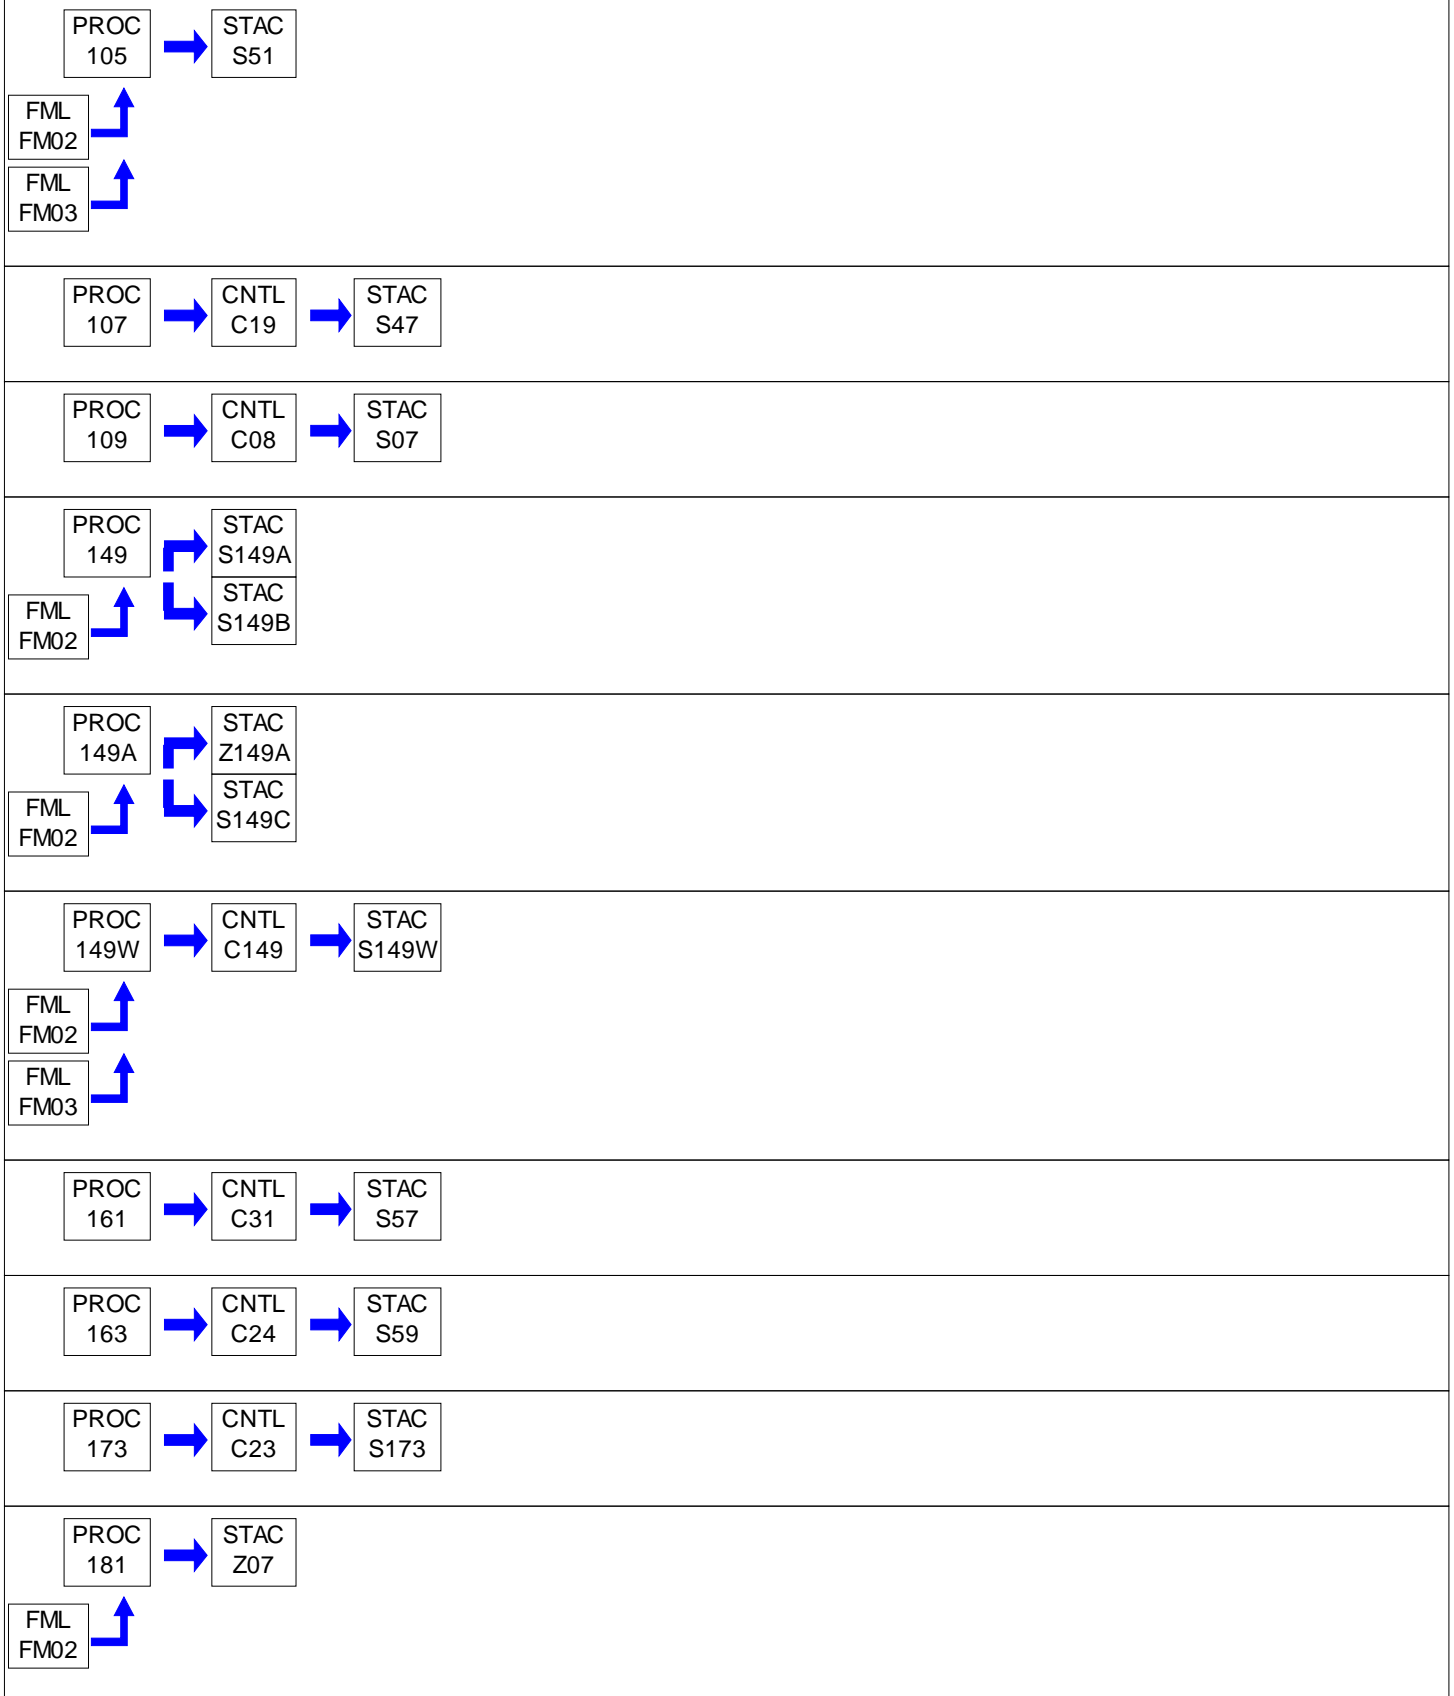 PROC
105
STAC
S51
FML
FM02
FML
FM03
PROC
107
CNTL
C19
STAC
S47
PROC
109
CNTL
C08
STAC
S07
PROC
149
STAC
S149A
STAC
S149B
FML
FM02
PROC
149A
STAC
Z149A
STAC
S149C
FML
FM02
PROC
149W
CNTL
C149
STAC
S149W
FML
FM02
FML
FM03
PROC
161
CNTL
C31
STAC
S57
PROC
163
CNTL
C24
STAC
S59
PROC
173
CNTL
C23
STAC
S173
PROC
181
STAC
Z07
FML
FM02